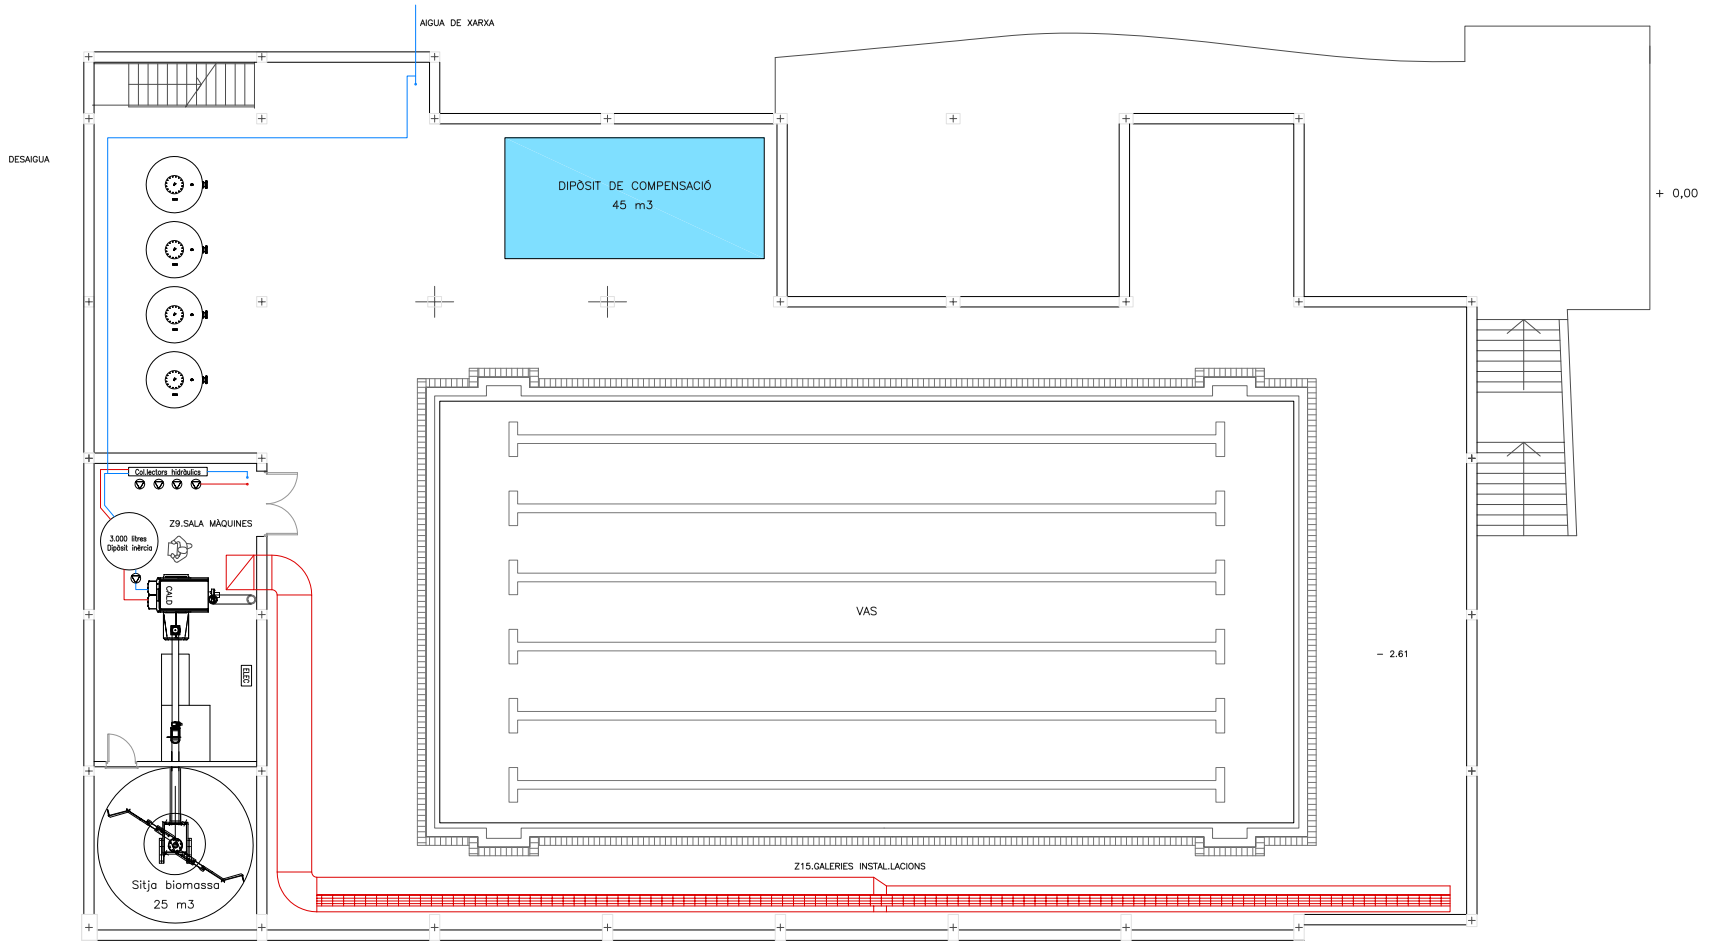 AIGUA DE XARXA
DESAIGUA
DIPÒSIT DE COMPENSACIÓ
45 m3
+ 0,00
Col.lectors hidràulics
Z9.SALA MÀQUINES
3.000 litres
Dipòsit inèrcia
CALD
VAS
ELEC
- 2.61
Z15.GALERIES INSTAL.LACIONS
Sitja biomassa
25 m3